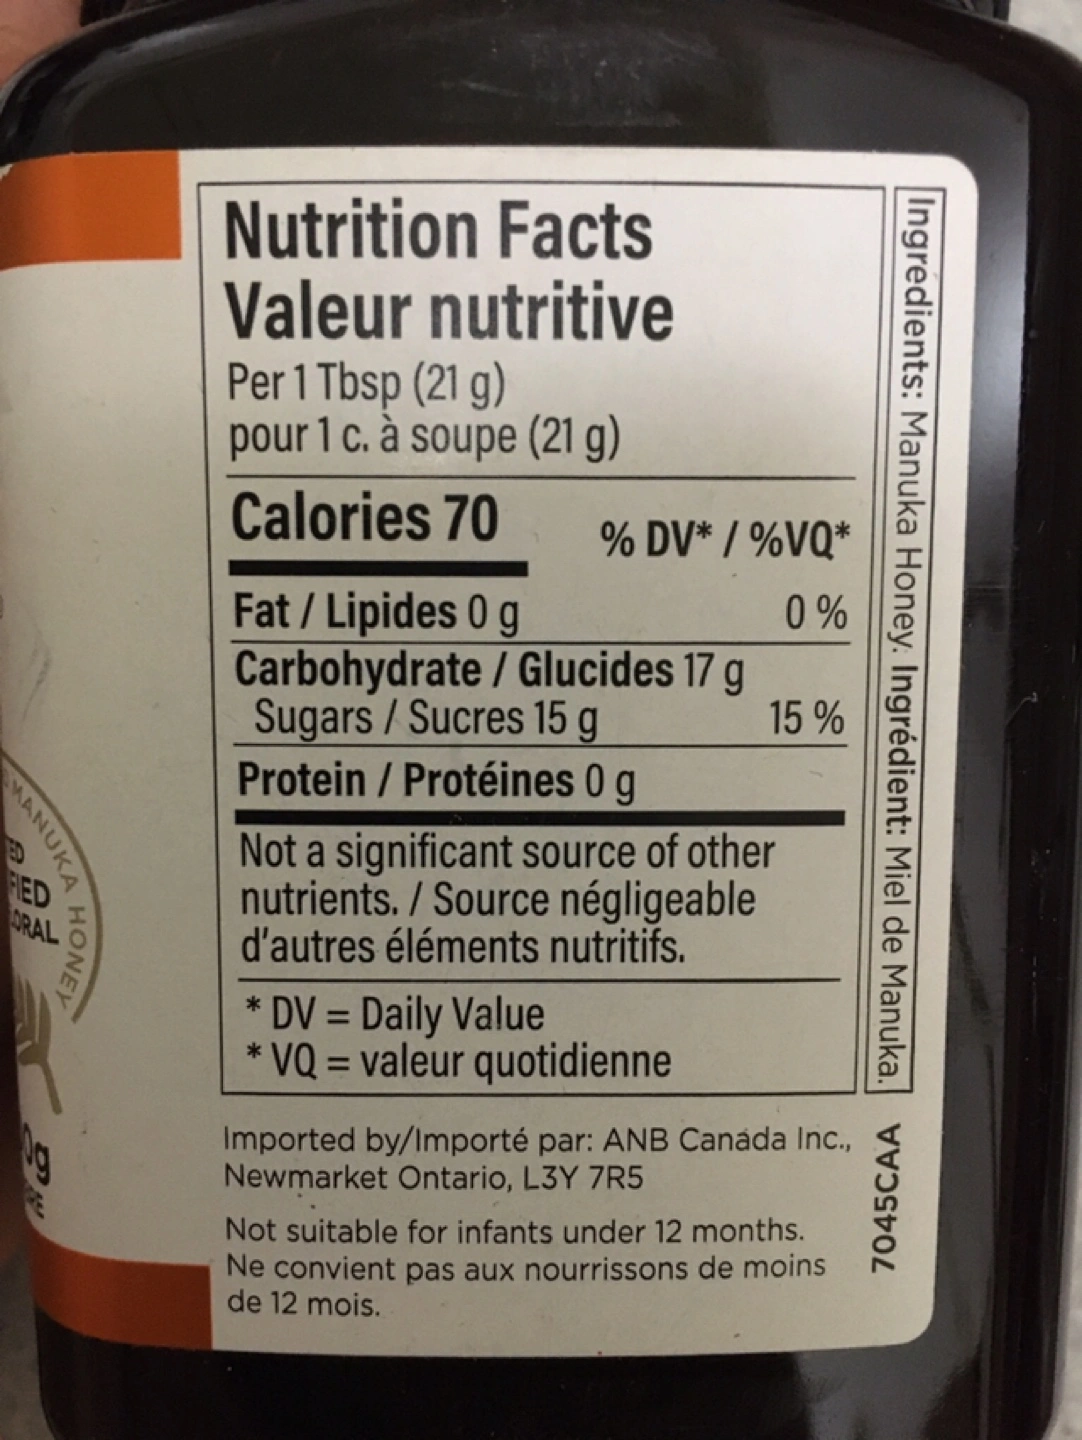 Nutrition Facts
Valeur nutritive
Per 1 Tbsp (21 g)
pour 1 c. à soupe (21 g)
Calories 70
% DV* / %VQ*
Fat / Lipides 0 g 0 %
Carbohydrate / Glucides 17 g
Sugars / Sucres 15 g 15 %
Protein / Protéines 0 g
Not a significant source of other
nutrients. / Source négligeable
d'autres éléments nutritifs.
* DV = Daily Value
* VQ = valeur quotidienne
Ingredients: Manuka Honey. Ingrédient: Miel de Manuka.
Imported by/Importé par: ANB Canada Inc.,
Newmarket Ontario, L3Y 7R5
Not suitable for infants under 12 months.
Ne convient pas aux nourrissons de moins
de 12 mois.
7045CAA
MANUKA HONEY